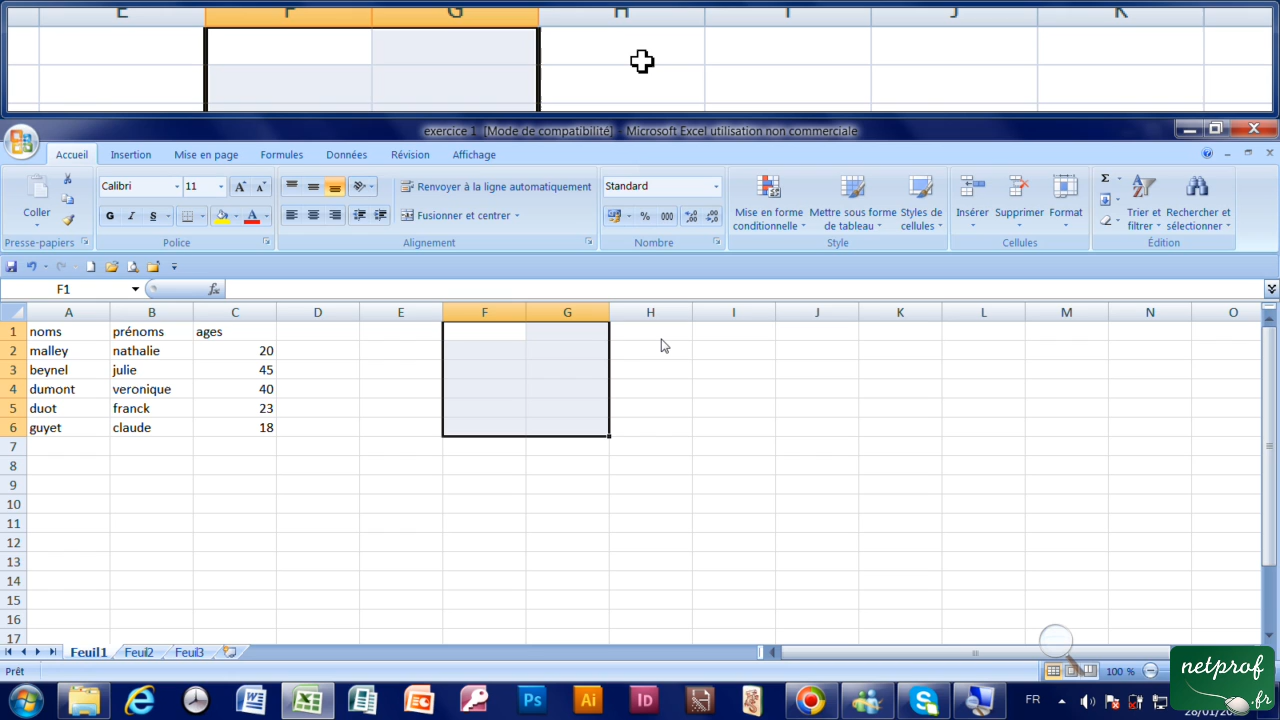 E F G H I J K
exercice 1 [Mode de compatibilité] - Microsoft Excel utilisation non commerciale
Accueil Insertion Mise en page Formules Données Révision Affichage
Coller
Presse-papiers
Calibri 11 A A
G I S A
Police
Renvoyer à la ligne automatiquement
Fusionner et centrer
Alignement
Standard
% 000
Nombre
Mise en forme conditionnelle
Mettre sous forme de tableau
Styles de cellules
Style
Insérer Supprimer Format
Cellules
Σ
Trier et filtrer
Rechercher et sélectionner
Édition
F1 fx
A B C D E F G H I J K L M N O
1 noms prénoms ages
2 malley nathalie 20
3 beynel julie 45
4 dumont veronique 40
5 duot franck 23
6 guyet claude 18
7
8
9
10
11
12
13
14
15
16
17
Feuil1 Feuil2 Feuil3
Prêt 100 %
Ps Ai ID FR
netprof
.fr